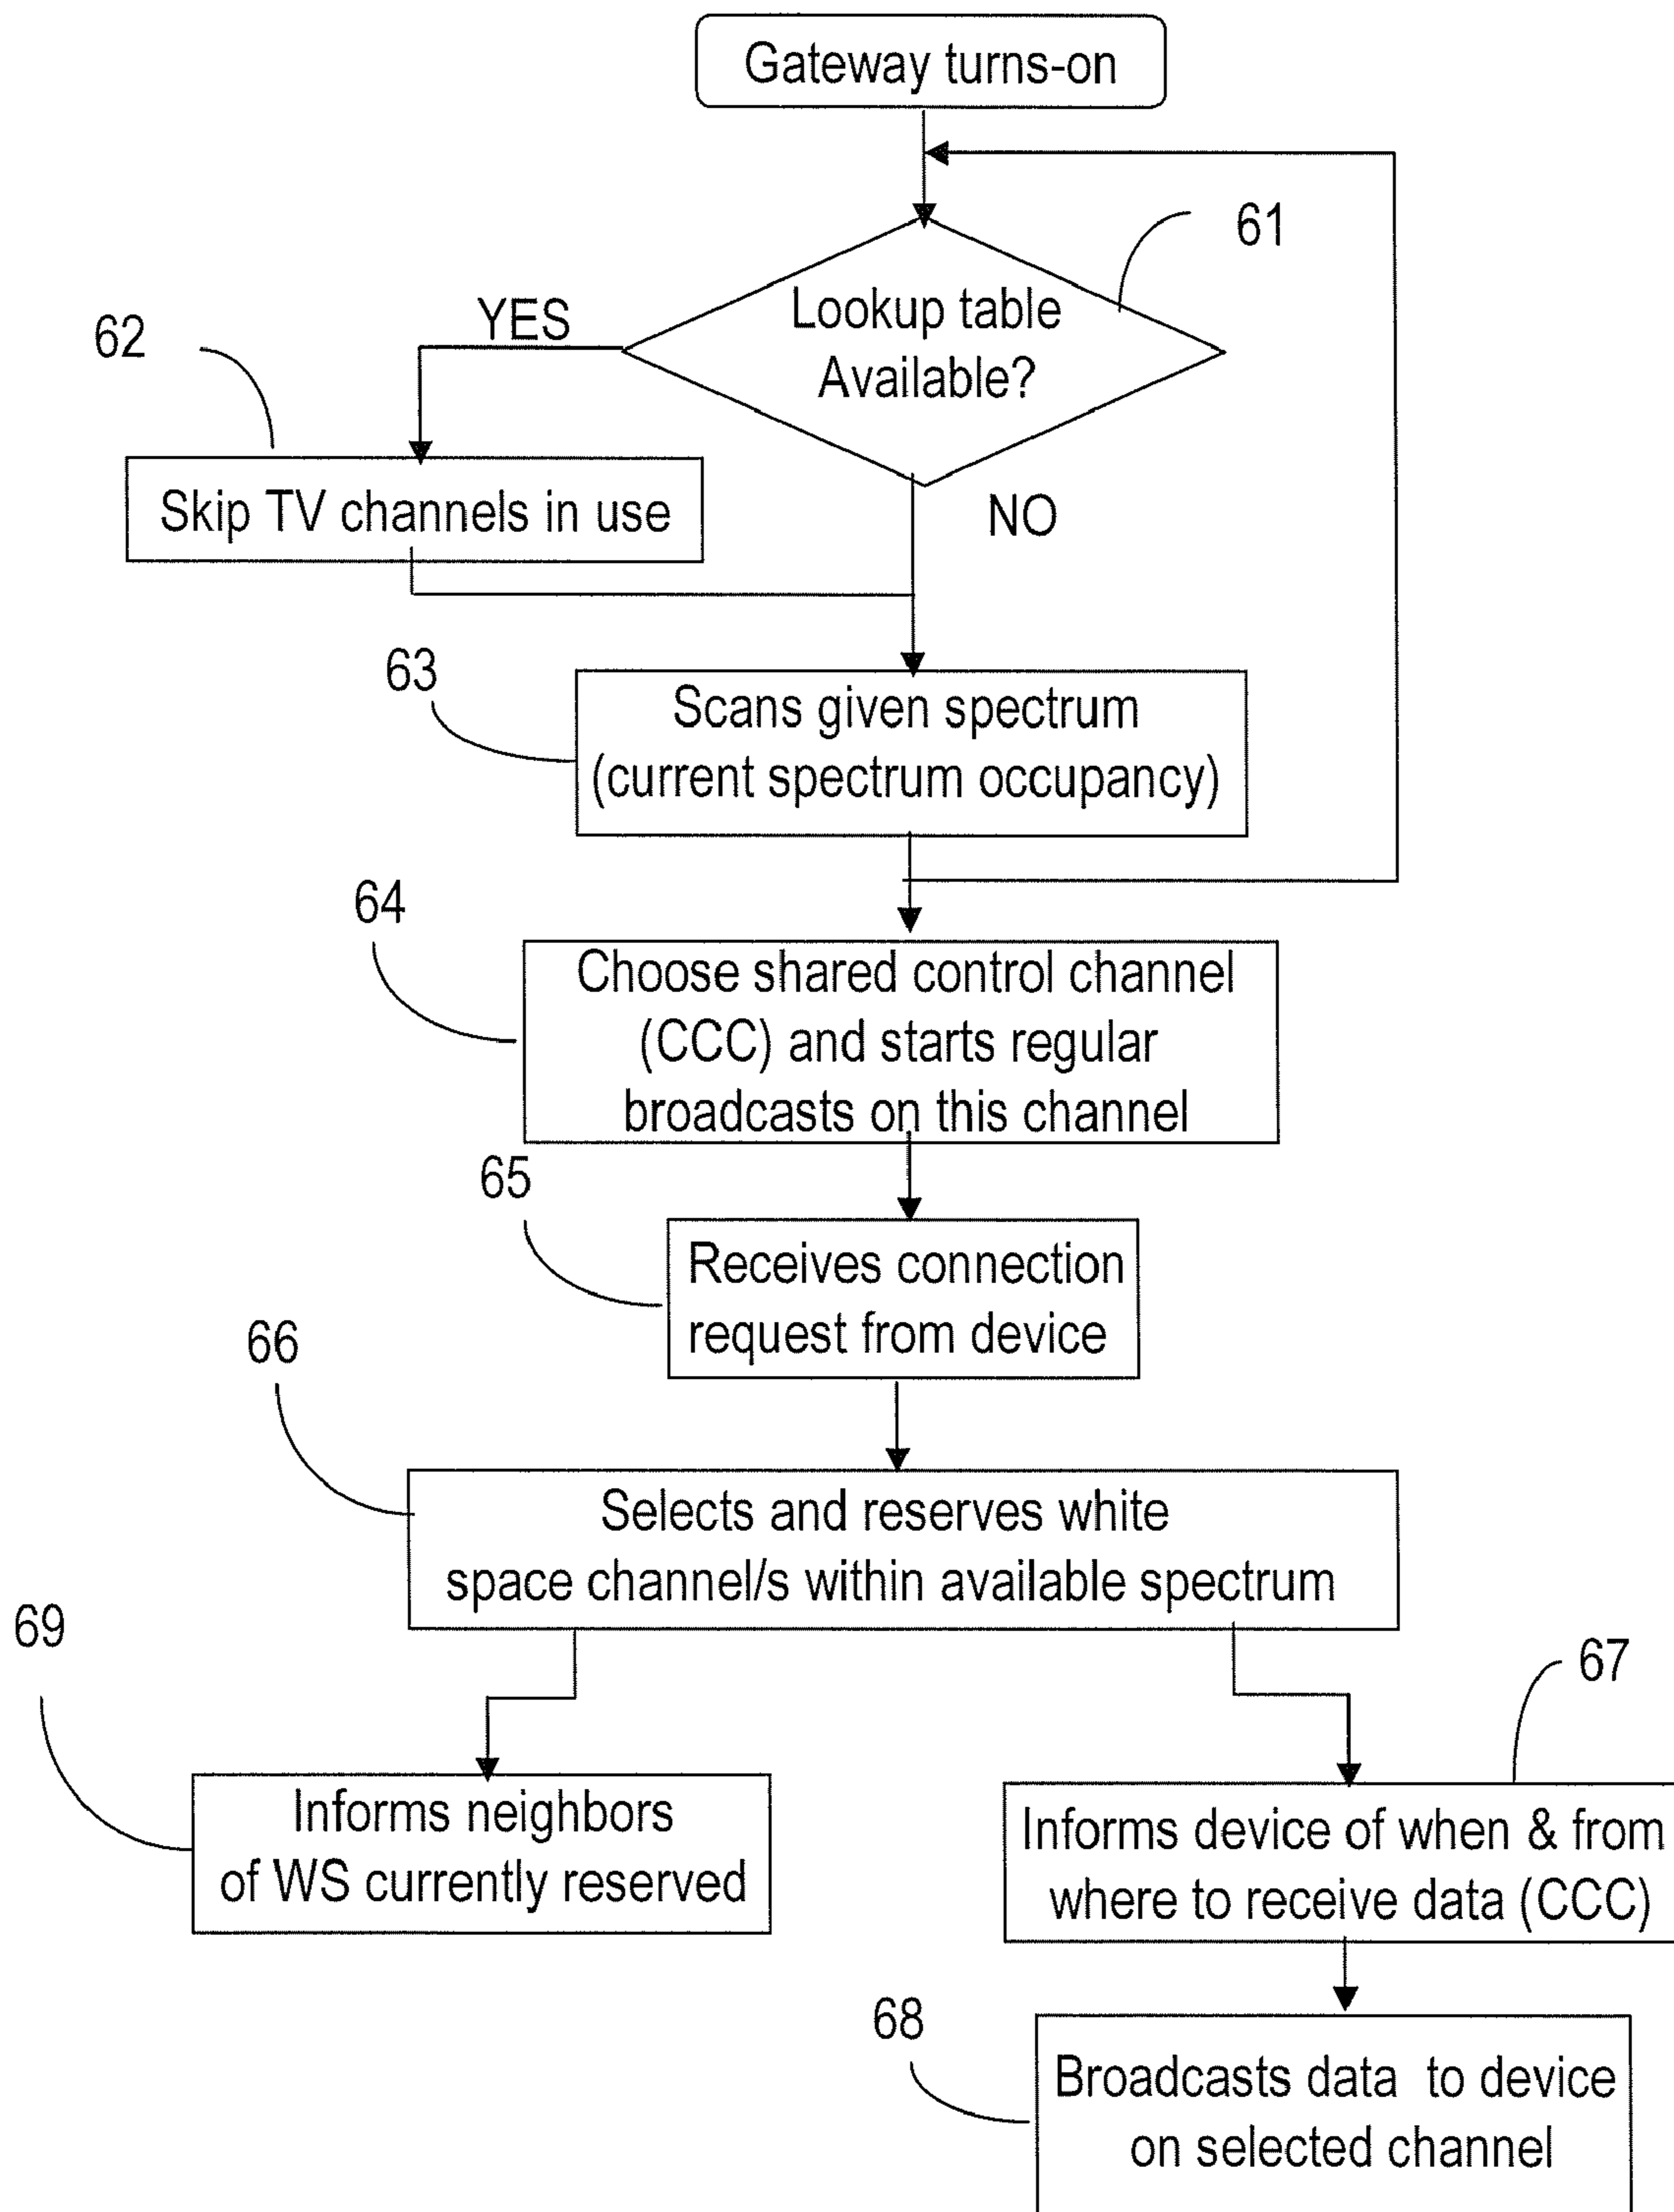 Gateway turns-on
61
Lookup table
Available?
YES
62
Skip TV channels in use
NO
63
Scans given spectrum
(current spectrum occupancy)
64
Choose shared control channel
(CCC) and starts regular
broadcasts on this channel
65
Receives connection
request from device
66
Selects and reserves white
space channel/s within available spectrum
69
Informs neighbors
of WS currently reserved
67
Informs device of when & from
where to receive data (CCC)
68
Broadcasts data to device
on selected channel